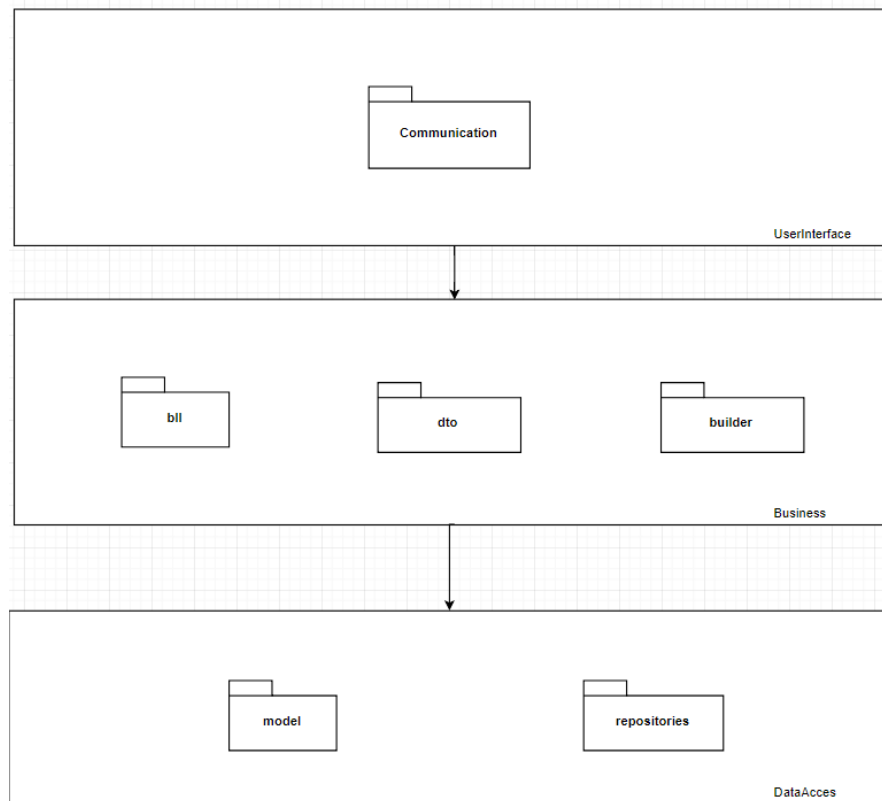 Communication
UserInterface
bll
dto
builder
Business
model
repositories
DataAcces